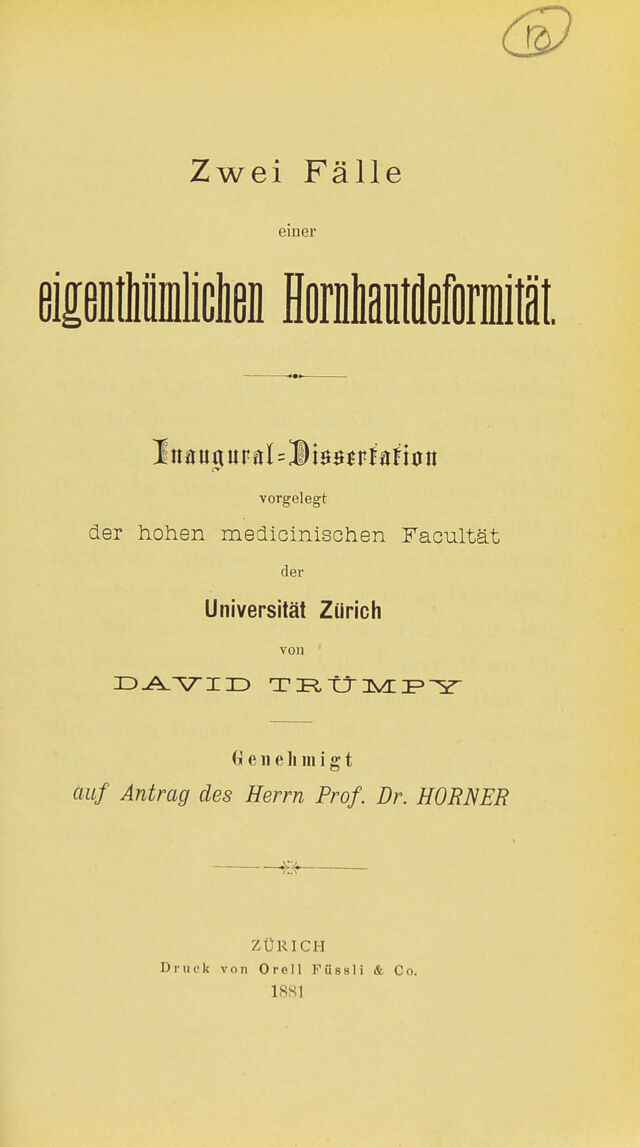 10
Zwei Fälle
einer
eigenthümlichen Hornhautdeformität.
Inaugural-Dissertation
vorgelegt
der hohen medicinischen Facultät
der
Universität Zürich
von
DAVID TRÜMPY
Genehmigt
auf Antrag des Herrn Prof. Dr. HORNER
ZÜRICH
Druck von Orell Füssli & Co.
1881